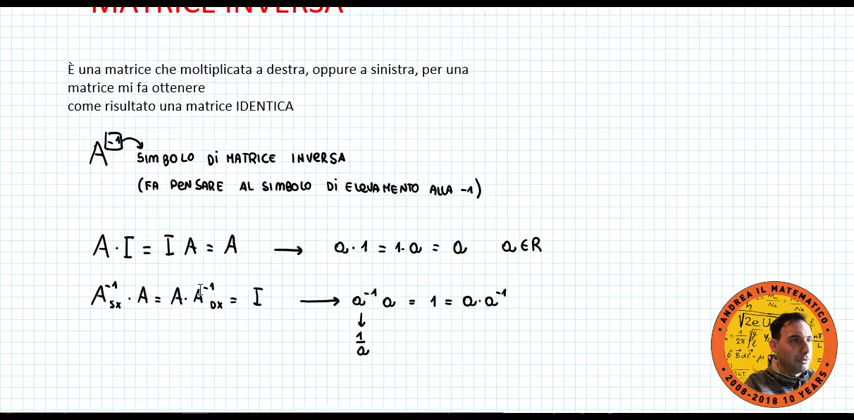 MATRICE INVERSA
È una matrice che moltiplicata a destra, oppure a sinistra, per una
matrice mi fa ottenere
come risultato una matrice IDENTICA
A⁻¹ → SIMBOLO Di MATRICE INVERSA
(FA PENSARE AL SIMBOLO Di ELEVAMENTO ALLA -1)
A · I = I A = A → a · 1 = 1 · a = a a ∈ R
A⁻¹sx · A = A · A⁻¹Dx = I → a⁻¹ a = 1 = a · a⁻¹
↓
1/a
ANDREA IL MATEMATICO
2008-2018 10 YEARS